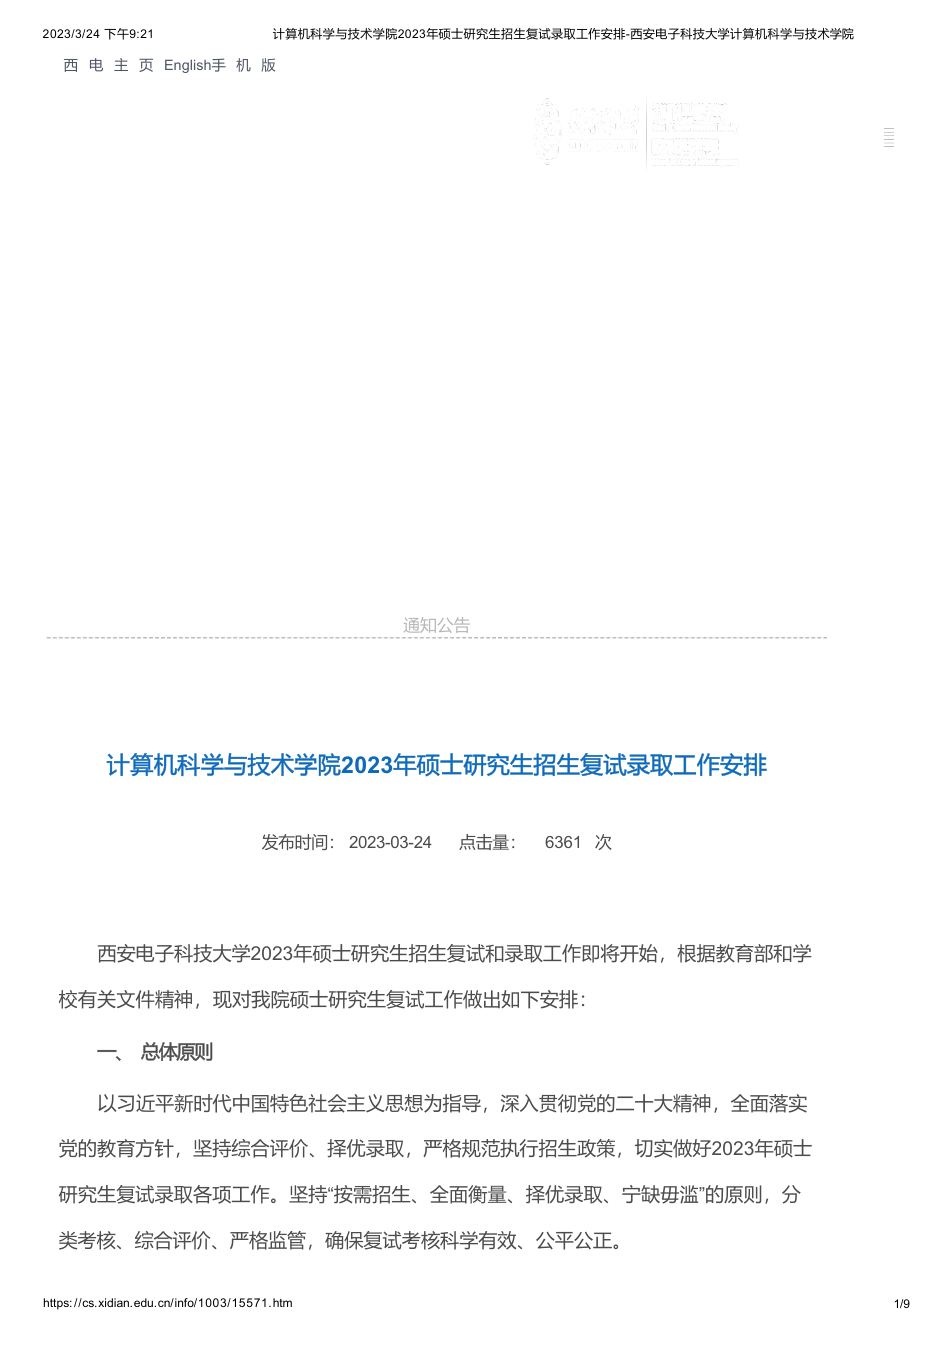 2023/3/24 下午9:21 计算机科学与技术学院2023年硕士研究生招生复试录取工作安排-西安电子科技大学计算机科学与技术学院
西 电 主 页 English手 机 版
通知公告
计算机科学与技术学院2023年硕士研究生招生复试录取工作安排
发布时间： 2023-03-24 点击量： 6361 次
西安电子科技大学2023年硕士研究生招生复试和录取工作即将开始，根据教育部和学
校有关文件精神，现对我院硕士研究生复试工作做出如下安排：
一、 总体原则
以习近平新时代中国特色社会主义思想为指导，深入贯彻党的二十大精神，全面落实
党的教育方针，坚持综合评价、择优录取，严格规范执行招生政策，切实做好2023年硕士
研究生复试录取各项工作。坚持“按需招生、全面衡量、择优录取、宁缺毋滥”的原则，分
类考核、综合评价、严格监管，确保复试考核科学有效、公平公正。
https://cs.xidian.edu.cn/info/1003/15571.htm 1/9